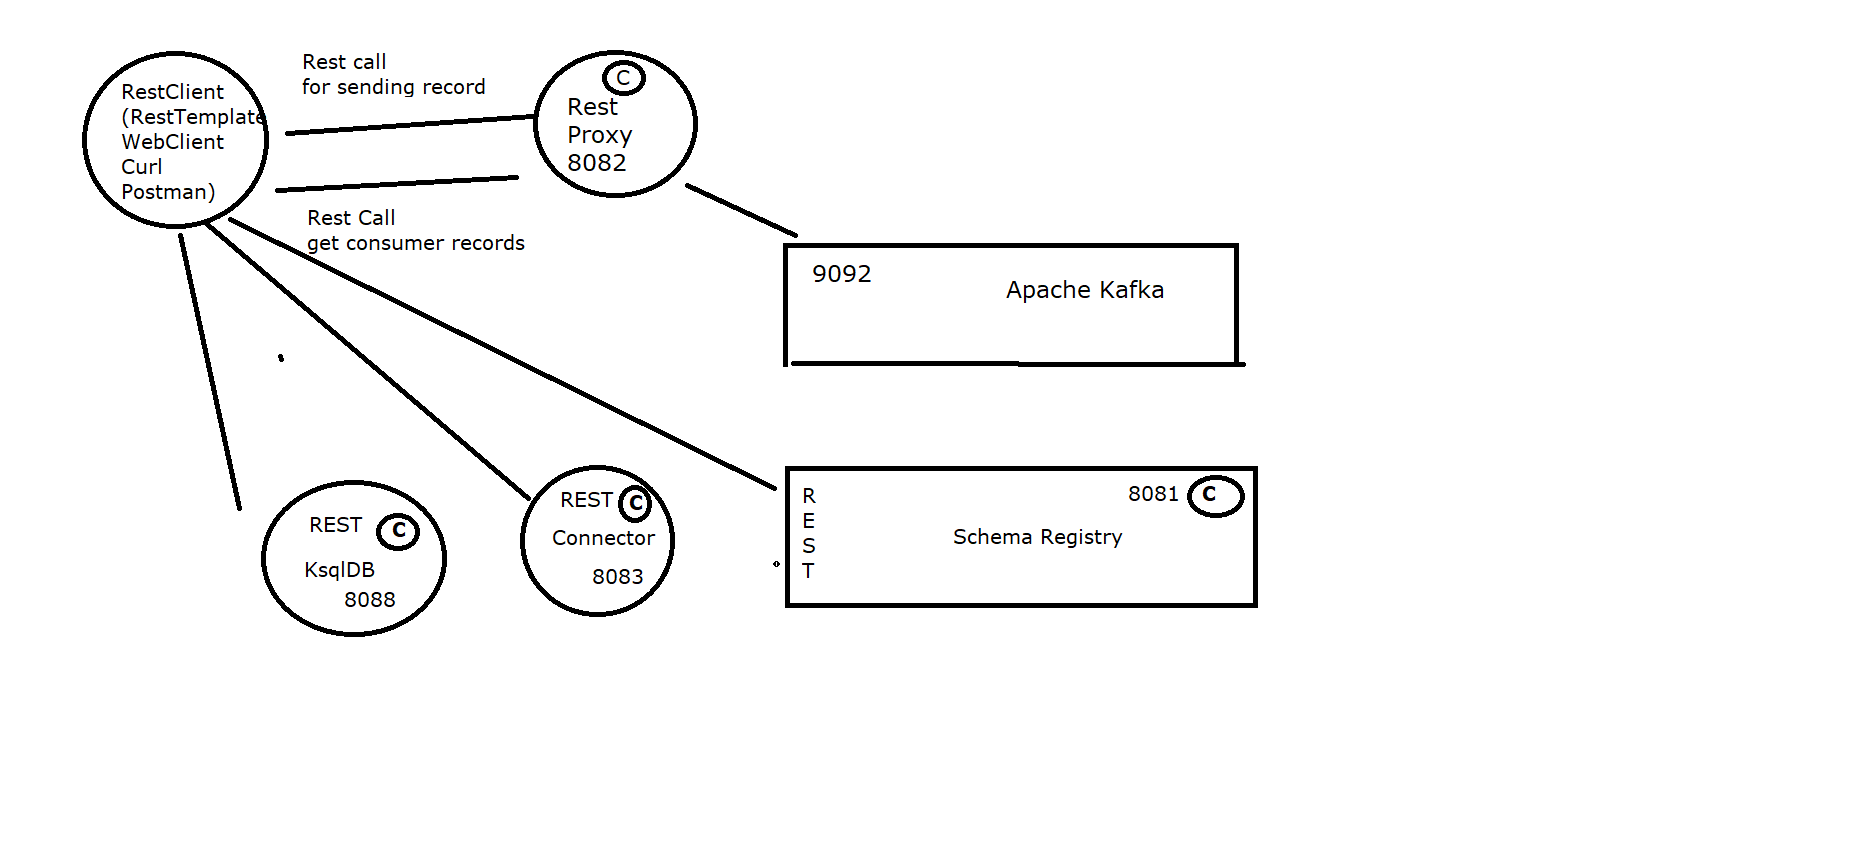 RestClient
(RestTemplate
WebClient
Curl
Postman)
Rest call
for sending record
C
Rest
Proxy
8082
Rest Call
get consumer records
9092
Apache Kafka
REST C
KsqlDB
8088
REST C
Connector
8083
R
E
S
T
8081 C
Schema Registry